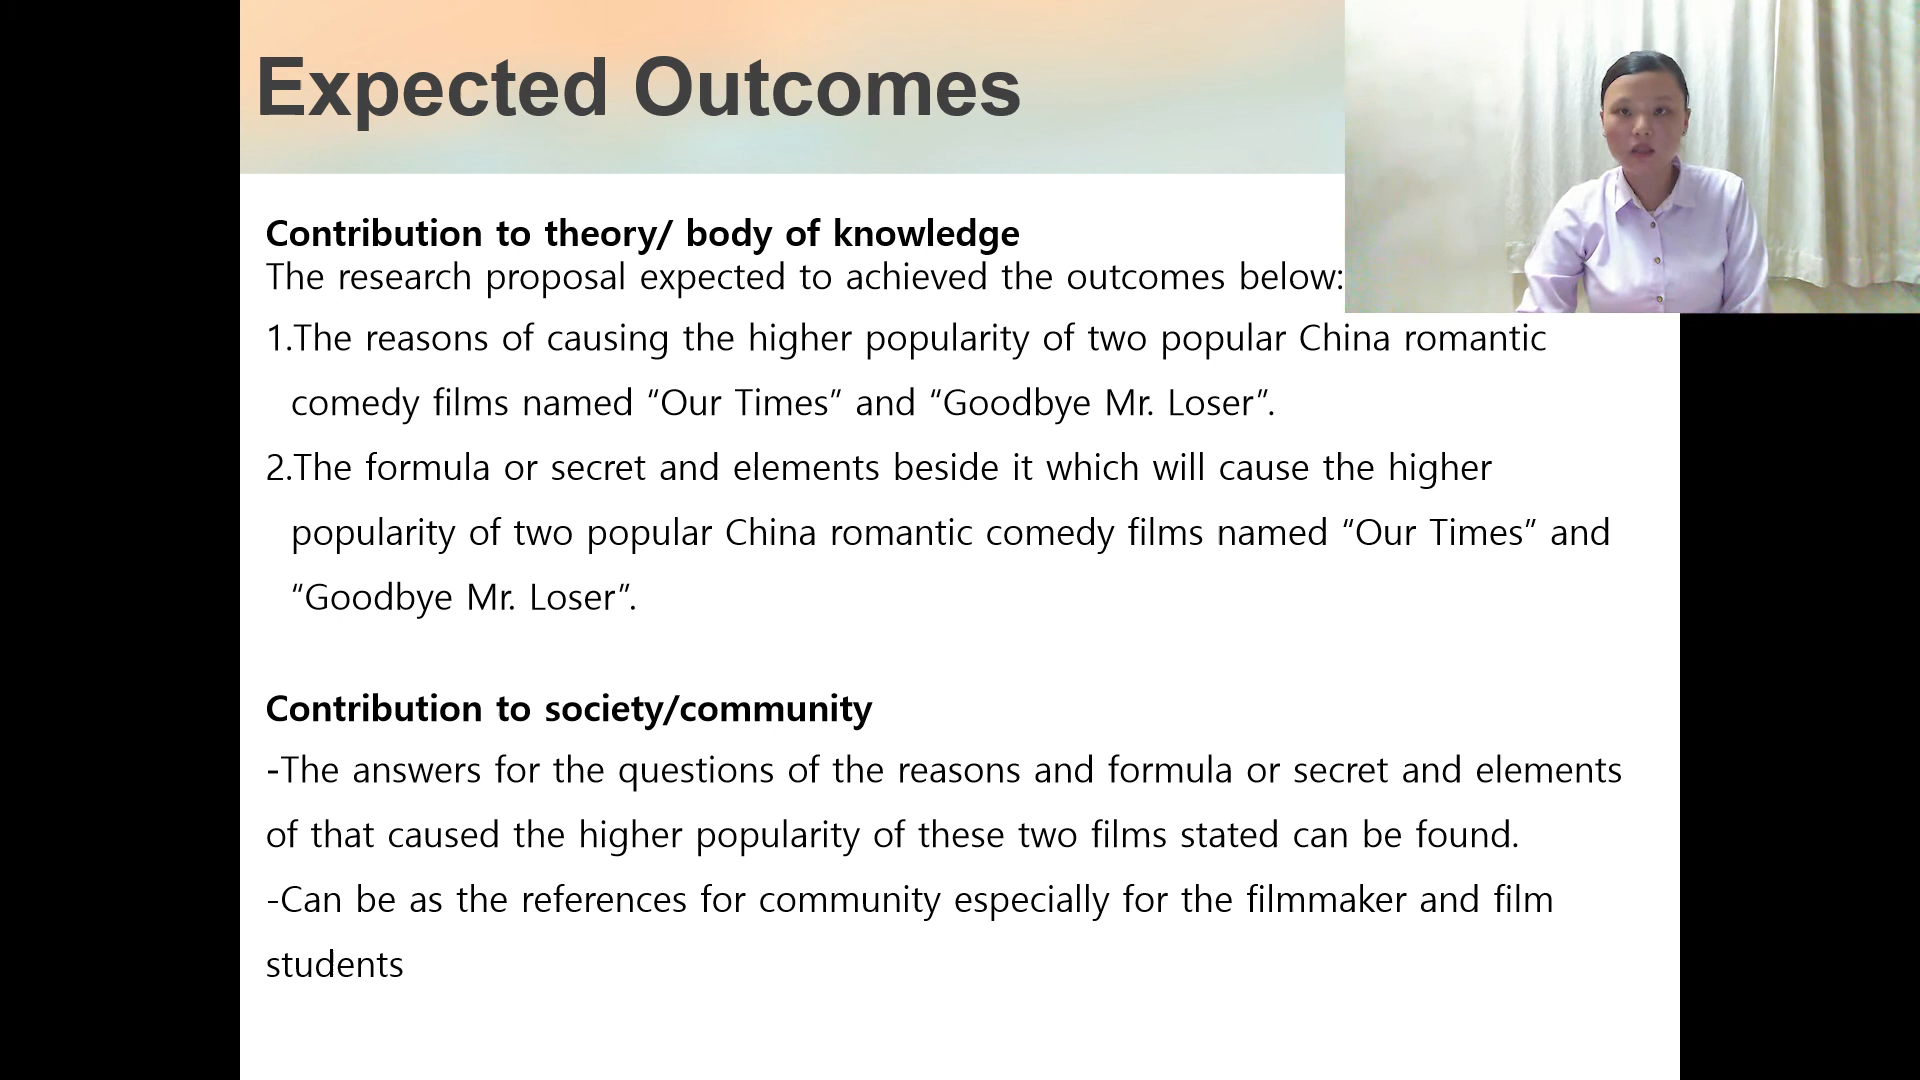 Expected Outcomes
Contribution to theory/ body of knowledge
The research proposal expected to achieved the outcomes below:
1.The reasons of causing the higher popularity of two popular China romantic
comedy films named “Our Times” and “Goodbye Mr. Loser”.
2.The formula or secret and elements beside it which will cause the higher
popularity of two popular China romantic comedy films named “Our Times” and
“Goodbye Mr. Loser”.
Contribution to society/community
-The answers for the questions of the reasons and formula or secret and elements
of that caused the higher popularity of these two films stated can be found.
-Can be as the references for community especially for the filmmaker and film
students